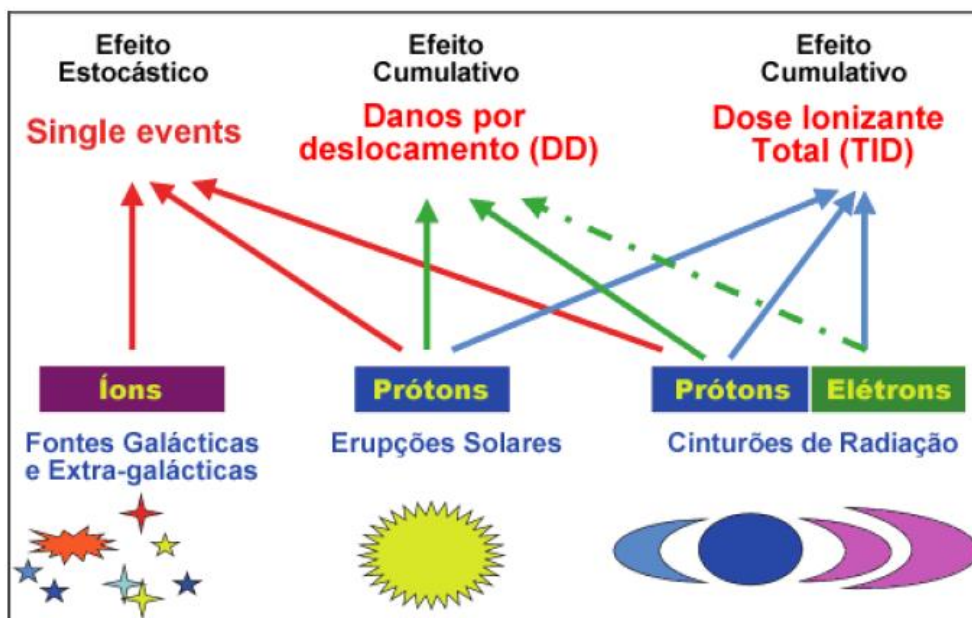 Efeito
Estocástico
Single events
Efeito
Cumulativo
Danos por
deslocamento (DD)
Efeito
Cumulativo
Dose Ionizante
Total (TID)
Íons
Prótons
Prótons
Elétrons
Fontes Galácticas
e Extra-galácticas
Erupções Solares
Cinturões de Radiação